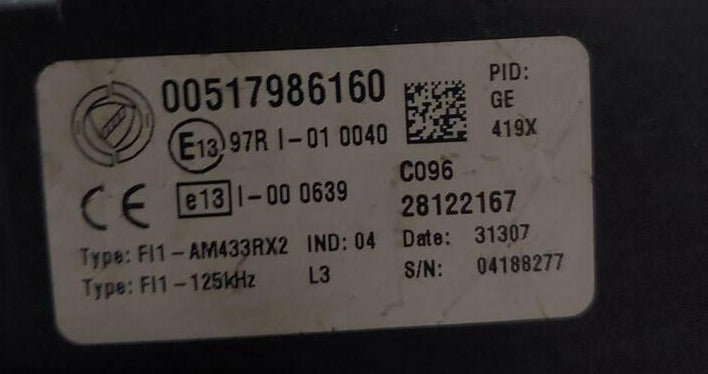 00517986160
PID:
GE
419X
E13 97R I-01 0040
C096
CE e13 I-00 0639
28122167
Type: FI1-AM433RX2 IND: 04 Date: 31307
Type: FI1-125kHz L3 S/N: 04188277